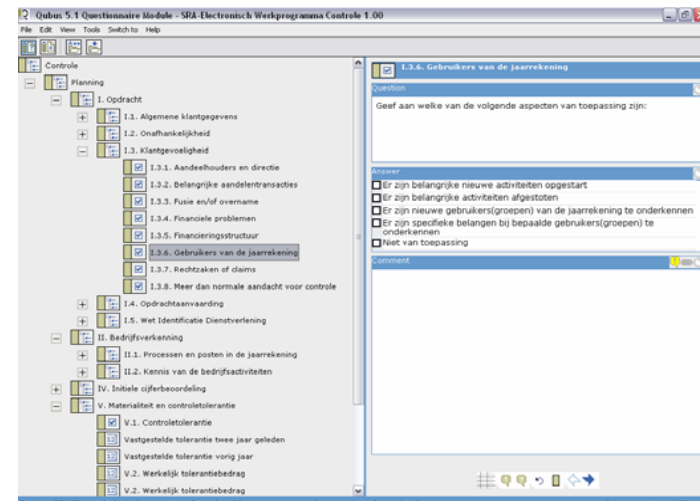 Qubus 5.1 Questionnaire Module - SRA-Electronisch Werkprogramma Controle 1.00
File Edit View Tools Switch to Help
Controle
Planning
I. Opdracht
I.1. Algemene klantgegevens
I.2. Onafhankelijkheid
I.3. Klantgevoeligheid
I.3.1. Aandeelhouders en directie
I.3.2. Belangrijke aandelentransacties
I.3.3. Fusie en/of overname
I.3.4. Financiele problemen
I.3.5. Financieringsstructuur
I.3.6. Gebruikers van de jaarrekening
I.3.7. Rechtzaken of claims
I.3.8. Meer dan normale aandacht voor controle
I.4. Opdrachtaanvaarding
I.5. Wet Identificatie Dienstverlening
II. Bedrijfsverkenning
II.1. Processen en posten in de jaarrekening
II.2. Kennis van de bedrijfsactiviteiten
IV. Initiele cijferbeoordeling
V. Materialiteit en controletolerantie
V.1. Controletolerantie
Vastgestelde tolerantie twee jaar geleden
Vastgestelde tolerantie vorig jaar
V.2. Werkelijk tolerantiebedrag
V.2. Werkelijk tolerantiebedrag
I.3.6. Gebruikers van de jaarrekening
Question
Geef aan welke van de volgende aspecten van toepassing zijn:
Answer
Er zijn belangrijke nieuwe activiteiten opgestart
Er zijn belangrijke activiteiten afgestoten
Er zijn nieuwe gebruikers(groepen) van de jaarrekening te onderkennen
Er zijn specifieke belangen bij bepaalde gebruikers(groepen) te
onderkennen
Niet van toepassing
Comment